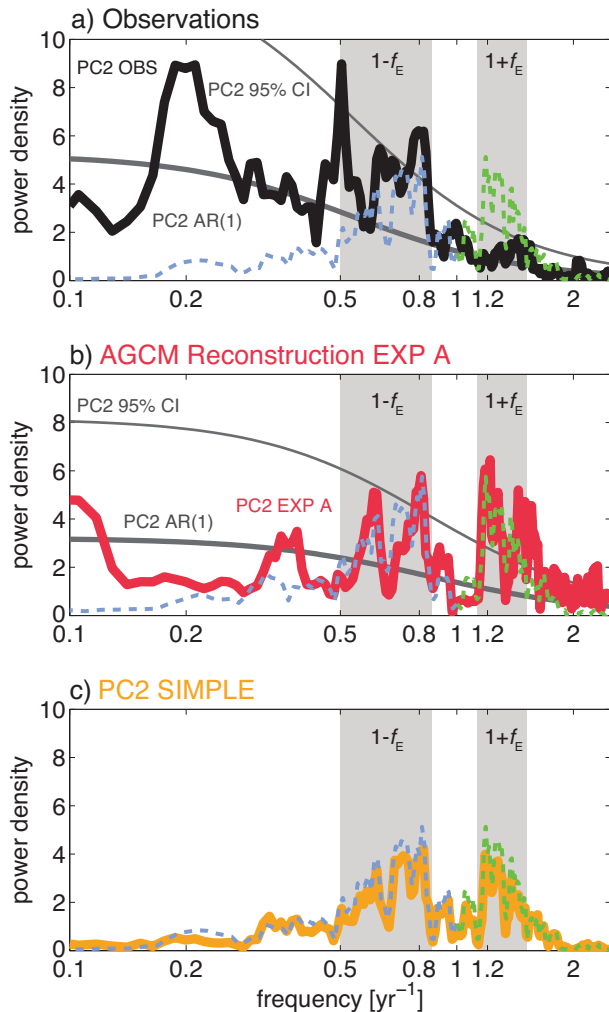 a) Observations
10
8
6
4
2
0
power density
PC2 OBS
PC2 95% CI
PC2 AR(1)
1-fE
1+fE
0.1
0.2
0.5
0.8
1
1.2
2
b) AGCM Reconstruction EXP A
10
8
6
4
2
0
power density
PC2 95% CI
PC2 AR(1)
PC2 EXP A
1-fE
1+fE
0.1
0.2
0.5
0.8
1
1.2
2
c) PC2 SIMPLE
10
8
6
4
2
0
power density
1-fE
1+fE
0.1
0.2
0.5
0.8
1
1.2
2
frequency [yr⁻¹]